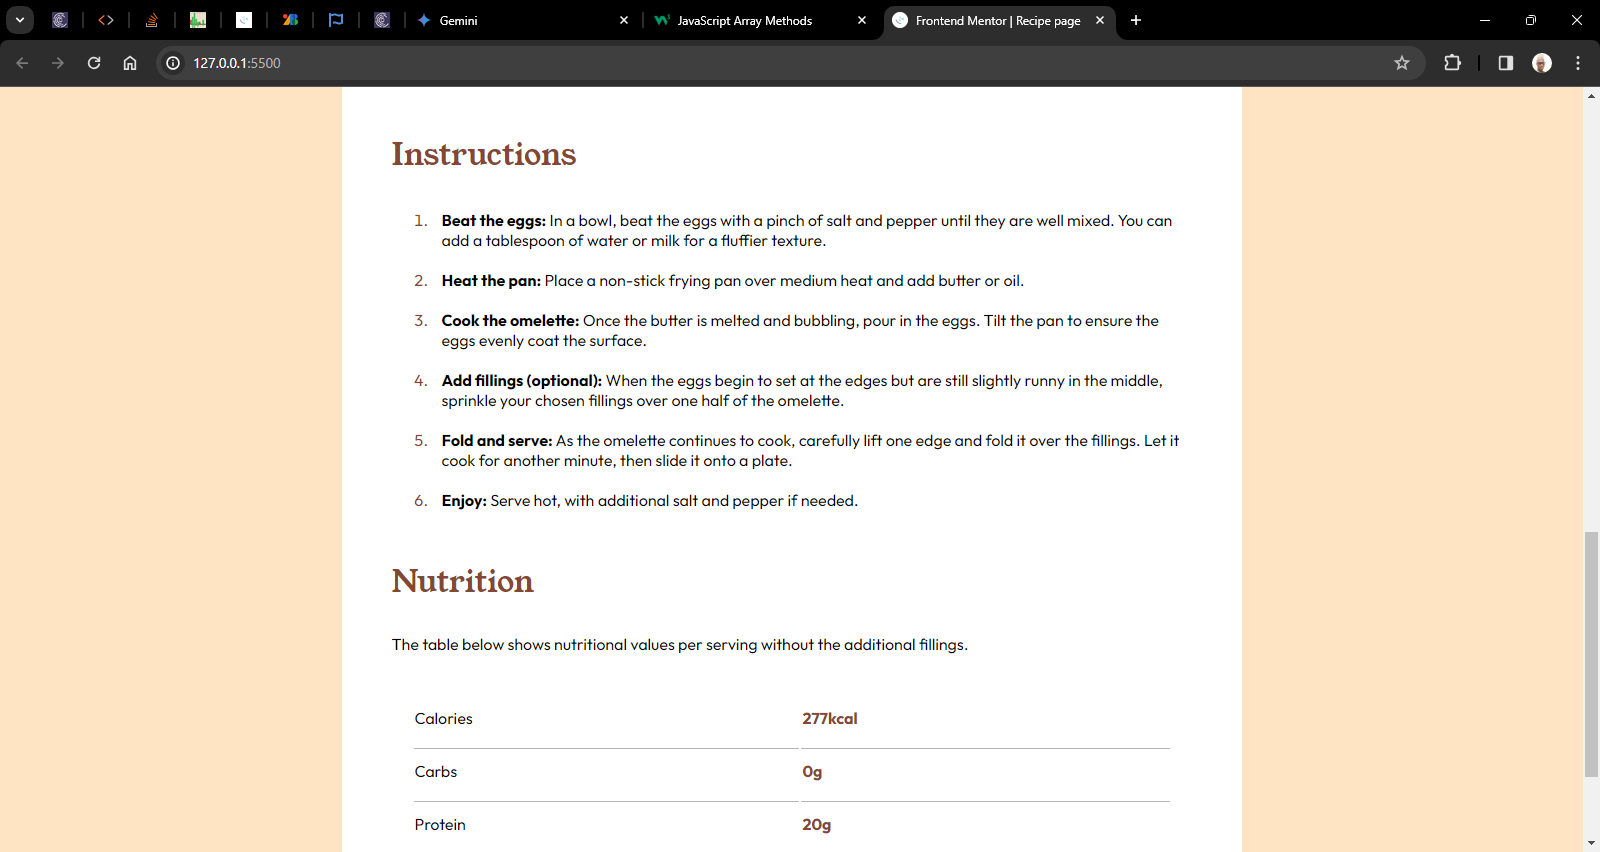 Gemini
JavaScript Array Methods
Frontend Mentor | Recipe page
127.0.0.1:5500
Instructions
1. Beat the eggs: In a bowl, beat the eggs with a pinch of salt and pepper until they are well mixed. You can
add a tablespoon of water or milk for a fluffier texture.
2. Heat the pan: Place a non-stick frying pan over medium heat and add butter or oil.
3. Cook the omelette: Once the butter is melted and bubbling, pour in the eggs. Tilt the pan to ensure the
eggs evenly coat the surface.
4. Add fillings (optional): When the eggs begin to set at the edges but are still slightly runny in the middle,
sprinkle your chosen fillings over one half of the omelette.
5. Fold and serve: As the omelette continues to cook, carefully lift one edge and fold it over the fillings. Let it
cook for another minute, then slide it onto a plate.
6. Enjoy: Serve hot, with additional salt and pepper if needed.
Nutrition
The table below shows nutritional values per serving without the additional fillings.
Calories 277kcal
Carbs 0g
Protein 20g